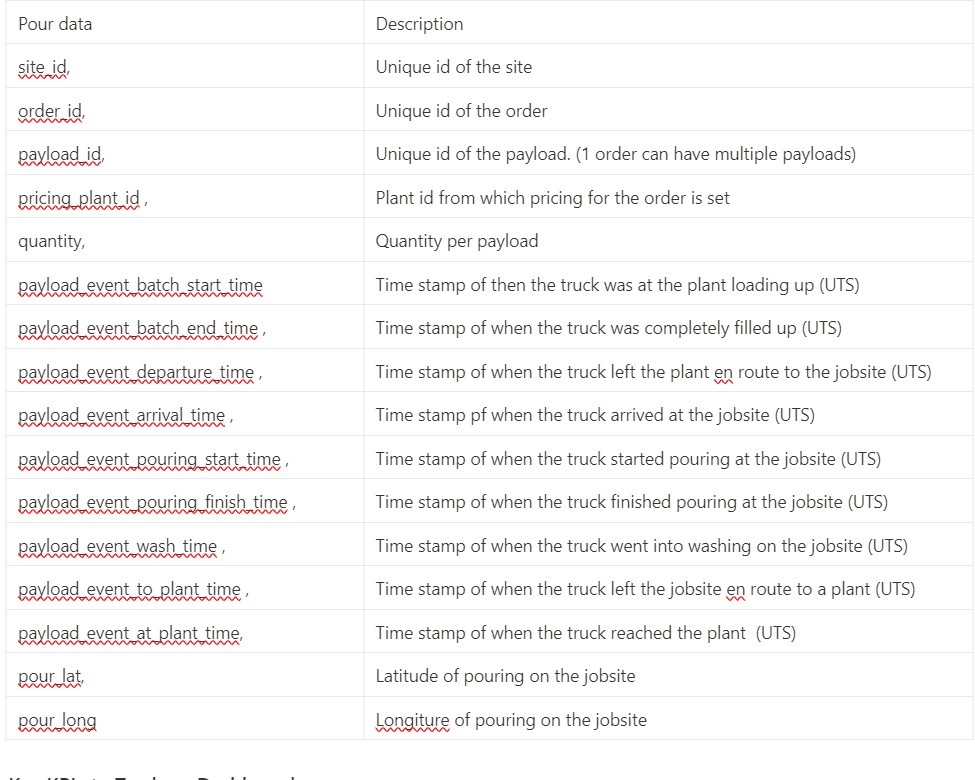 Pour data Description
site_id, Unique id of the site
order_id, Unique id of the order
payload_id, Unique id of the payload. (1 order can have multiple payloads)
pricing_plant_id , Plant id from which pricing for the order is set
quantity, Quantity per payload
payload_event_batch_start_time Time stamp of then the truck was at the plant loading up (UTS)
payload_event_batch_end_time , Time stamp of when the truck was completely filled up (UTS)
payload_event_departure_time , Time stamp of when the truck left the plant en route to the jobsite (UTS)
payload_event_arrival_time , Time stamp pf when the truck arrived at the jobsite (UTS)
payload_event_pouring_start_time , Time stamp of when the truck started pouring at the jobsite (UTS)
payload_event_pouring_finish_time , Time stamp of when the truck finished pouring at the jobsite (UTS)
payload_event_wash_time , Time stamp of when the truck went into washing on the jobsite (UTS)
payload_event_to_plant_time , Time stamp of when the truck left the jobsite en route to a plant (UTS)
payload_event_at_plant_time, Time stamp of when the truck reached the plant  (UTS)
pour_lat, Latitude of pouring on the jobsite
pour_long Longiture of pouring on the jobsite